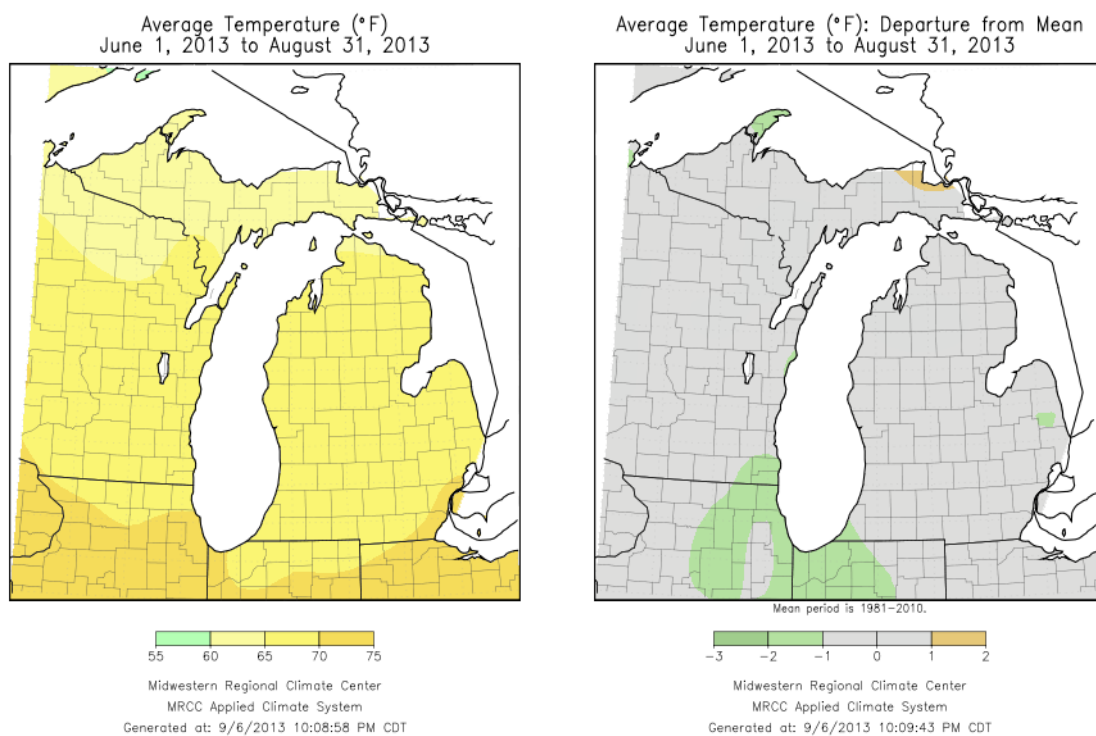 Average Temperature (°F)
June 1, 2013 to August 31, 2013
55 60 65 70 75
Midwestern Regional Climate Center
MRCC Applied Climate System
Generated at: 9/6/2013 10:08:58 PM CDT
Average Temperature (°F): Departure from Mean
June 1, 2013 to August 31, 2013
Mean period is 1981-2010.
-3 -2 -1 0 1 2
Midwestern Regional Climate Center
MRCC Applied Climate System
Generated at: 9/6/2013 10:09:43 PM CDT